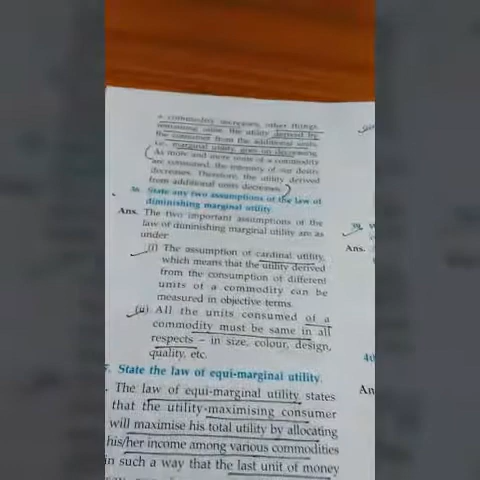 a commodity increases, other things
remaining same, the utility derived by
the consumer from the additional units,
i.e., marginal utility goes on decreasing.
As more and more units of a commodity
are consumed, the intensity of our desire
decreases. Therefore, the utility derived
from additional units decreases.
36. State any two assumptions of the law of
diminishing marginal utility.
Ans. The two important assumptions of the
law of diminishing marginal utility are as
under:
(i) The assumption of cardinal utility,
which means that the utility derived
from the consumption of different
units of a commodity can be
measured in objective terms.
(ii) All the units consumed of a
commodity must be same in all
respects – in size, colour, design,
quality, etc.
7. State the law of equi-marginal utility.
. The law of equi-marginal utility states
that the utility-maximising consumer
will maximise his total utility by allocating
his/her income among various commodities
in such a way that the last unit of money
Ans.
40
An